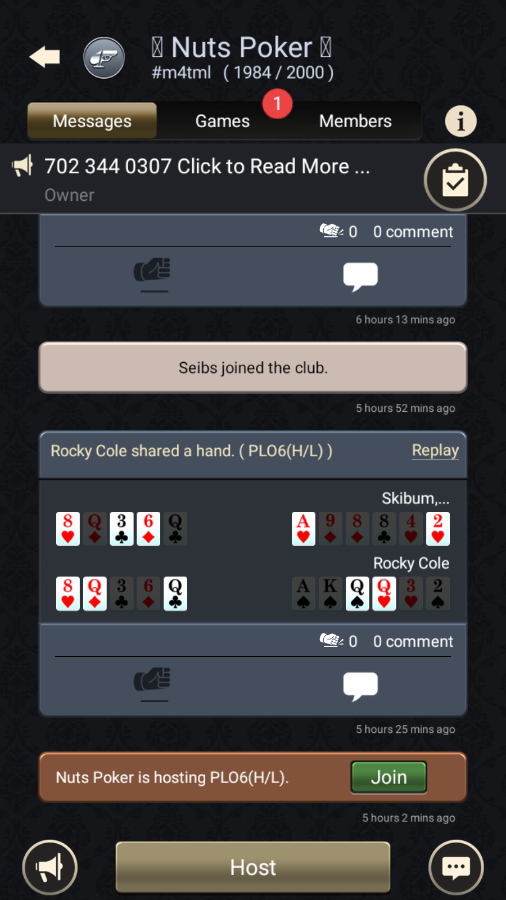 Nuts Poker
#m4tml ( 1984 / 2000 )
Messages
Games
1
Members
i
702 344 0307 Click to Read More ...
Owner
0 0 comment
6 hours 13 mins ago
Seibs joined the club.
5 hours 52 mins ago
Rocky Cole shared a hand. ( PLO6(H/L) )
Replay
Skibum,...
8 Q 3 6 Q
A 9 8 8 4 2
Rocky Cole
8 Q 3 6 Q
A K Q Q 3 2
0 0 comment
5 hours 25 mins ago
Nuts Poker is hosting PLO6(H/L).
Join
5 hours 2 mins ago
Host